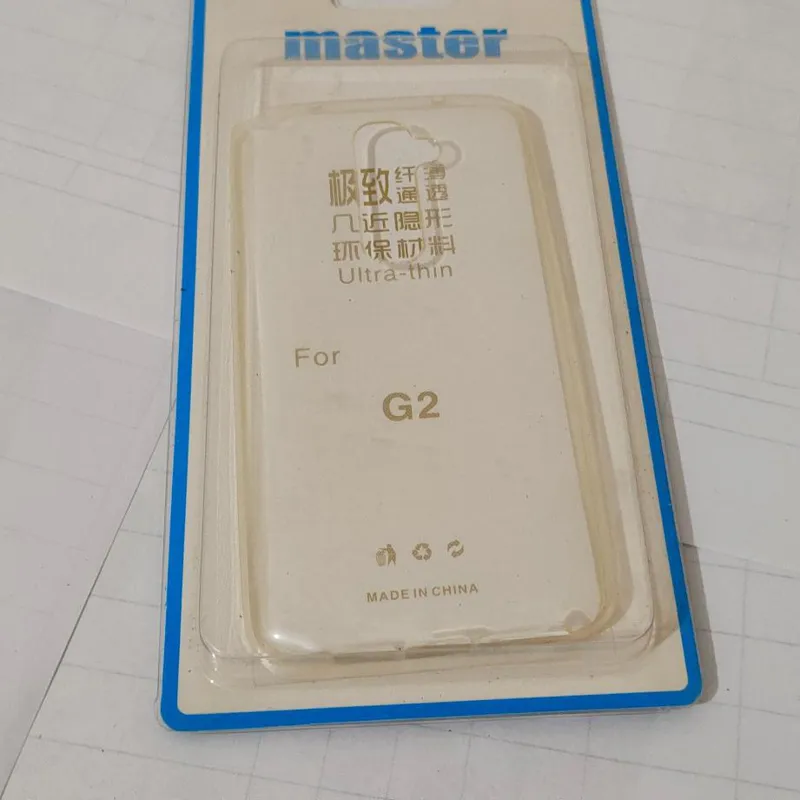 master
极致 纤薄
通透
几近隐形
环保材料
Ultra-thin
For
G2
MADE IN CHINA